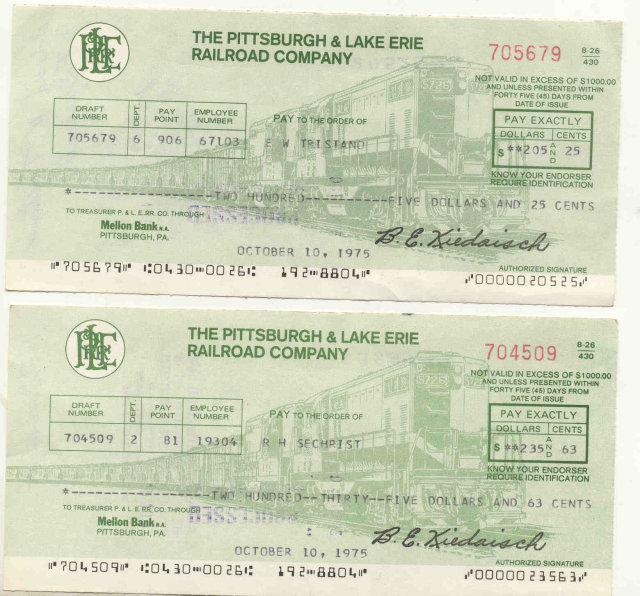 THE PITTSBURGH & LAKE ERIE
RAILROAD COMPANY
705679
8-26
430
NOT VALID IN EXCESS OF $1000.00
AND UNLESS PRESENTED WITHIN
FORTY FIVE (45) DAYS FROM
DATE OF ISSUE
DRAFT NUMBER DEPT. PAY POINT EMPLOYEE NUMBER
705679 6 906 67103
PAY TO THE ORDER OF
E W TRISTANO
PAY EXACTLY
DOLLARS AND CENTS
$ **205 25
KNOW YOUR ENDORSER
REQUIRE IDENTIFICATION
*--------------------TWO HUNDRED-----------FIVE DOLLARS AND 25 CENTS
TO TREASURER P. & L. E. RR. CO. THROUGH
Mellon Bank N.A.
PITTSBURGH, PA.
OCTOBER 10, 1975
B. E. Kiedaisch
AUTHORIZED SIGNATURE
⑈705679⑈ ⑆0430⑉0026⑆ 192⑉8804⑈ ⑈0000020525⑈
THE PITTSBURGH & LAKE ERIE
RAILROAD COMPANY
704509
8-26
430
NOT VALID IN EXCESS OF $1000.00
AND UNLESS PRESENTED WITHIN
FORTY FIVE (45) DAYS FROM
DATE OF ISSUE
DRAFT NUMBER DEPT. PAY POINT EMPLOYEE NUMBER
704509 2 81 19304
PAY TO THE ORDER OF
R H SECHRIST
PAY EXACTLY
DOLLARS AND CENTS
$ **235 63
KNOW YOUR ENDORSER
REQUIRE IDENTIFICATION
*--------------------TWO HUNDRED--THIRTY--FIVE DOLLARS AND 63 CENTS
TO TREASURER P. & L. E. RR. CO. THROUGH
Mellon Bank N.A.
PITTSBURGH, PA.
OCTOBER 10, 1975
B. E. Kiedaisch
AUTHORIZED SIGNATURE
⑈704509⑈ ⑆0430⑉0026⑆ 192⑉8804⑈ ⑈0000023563⑈